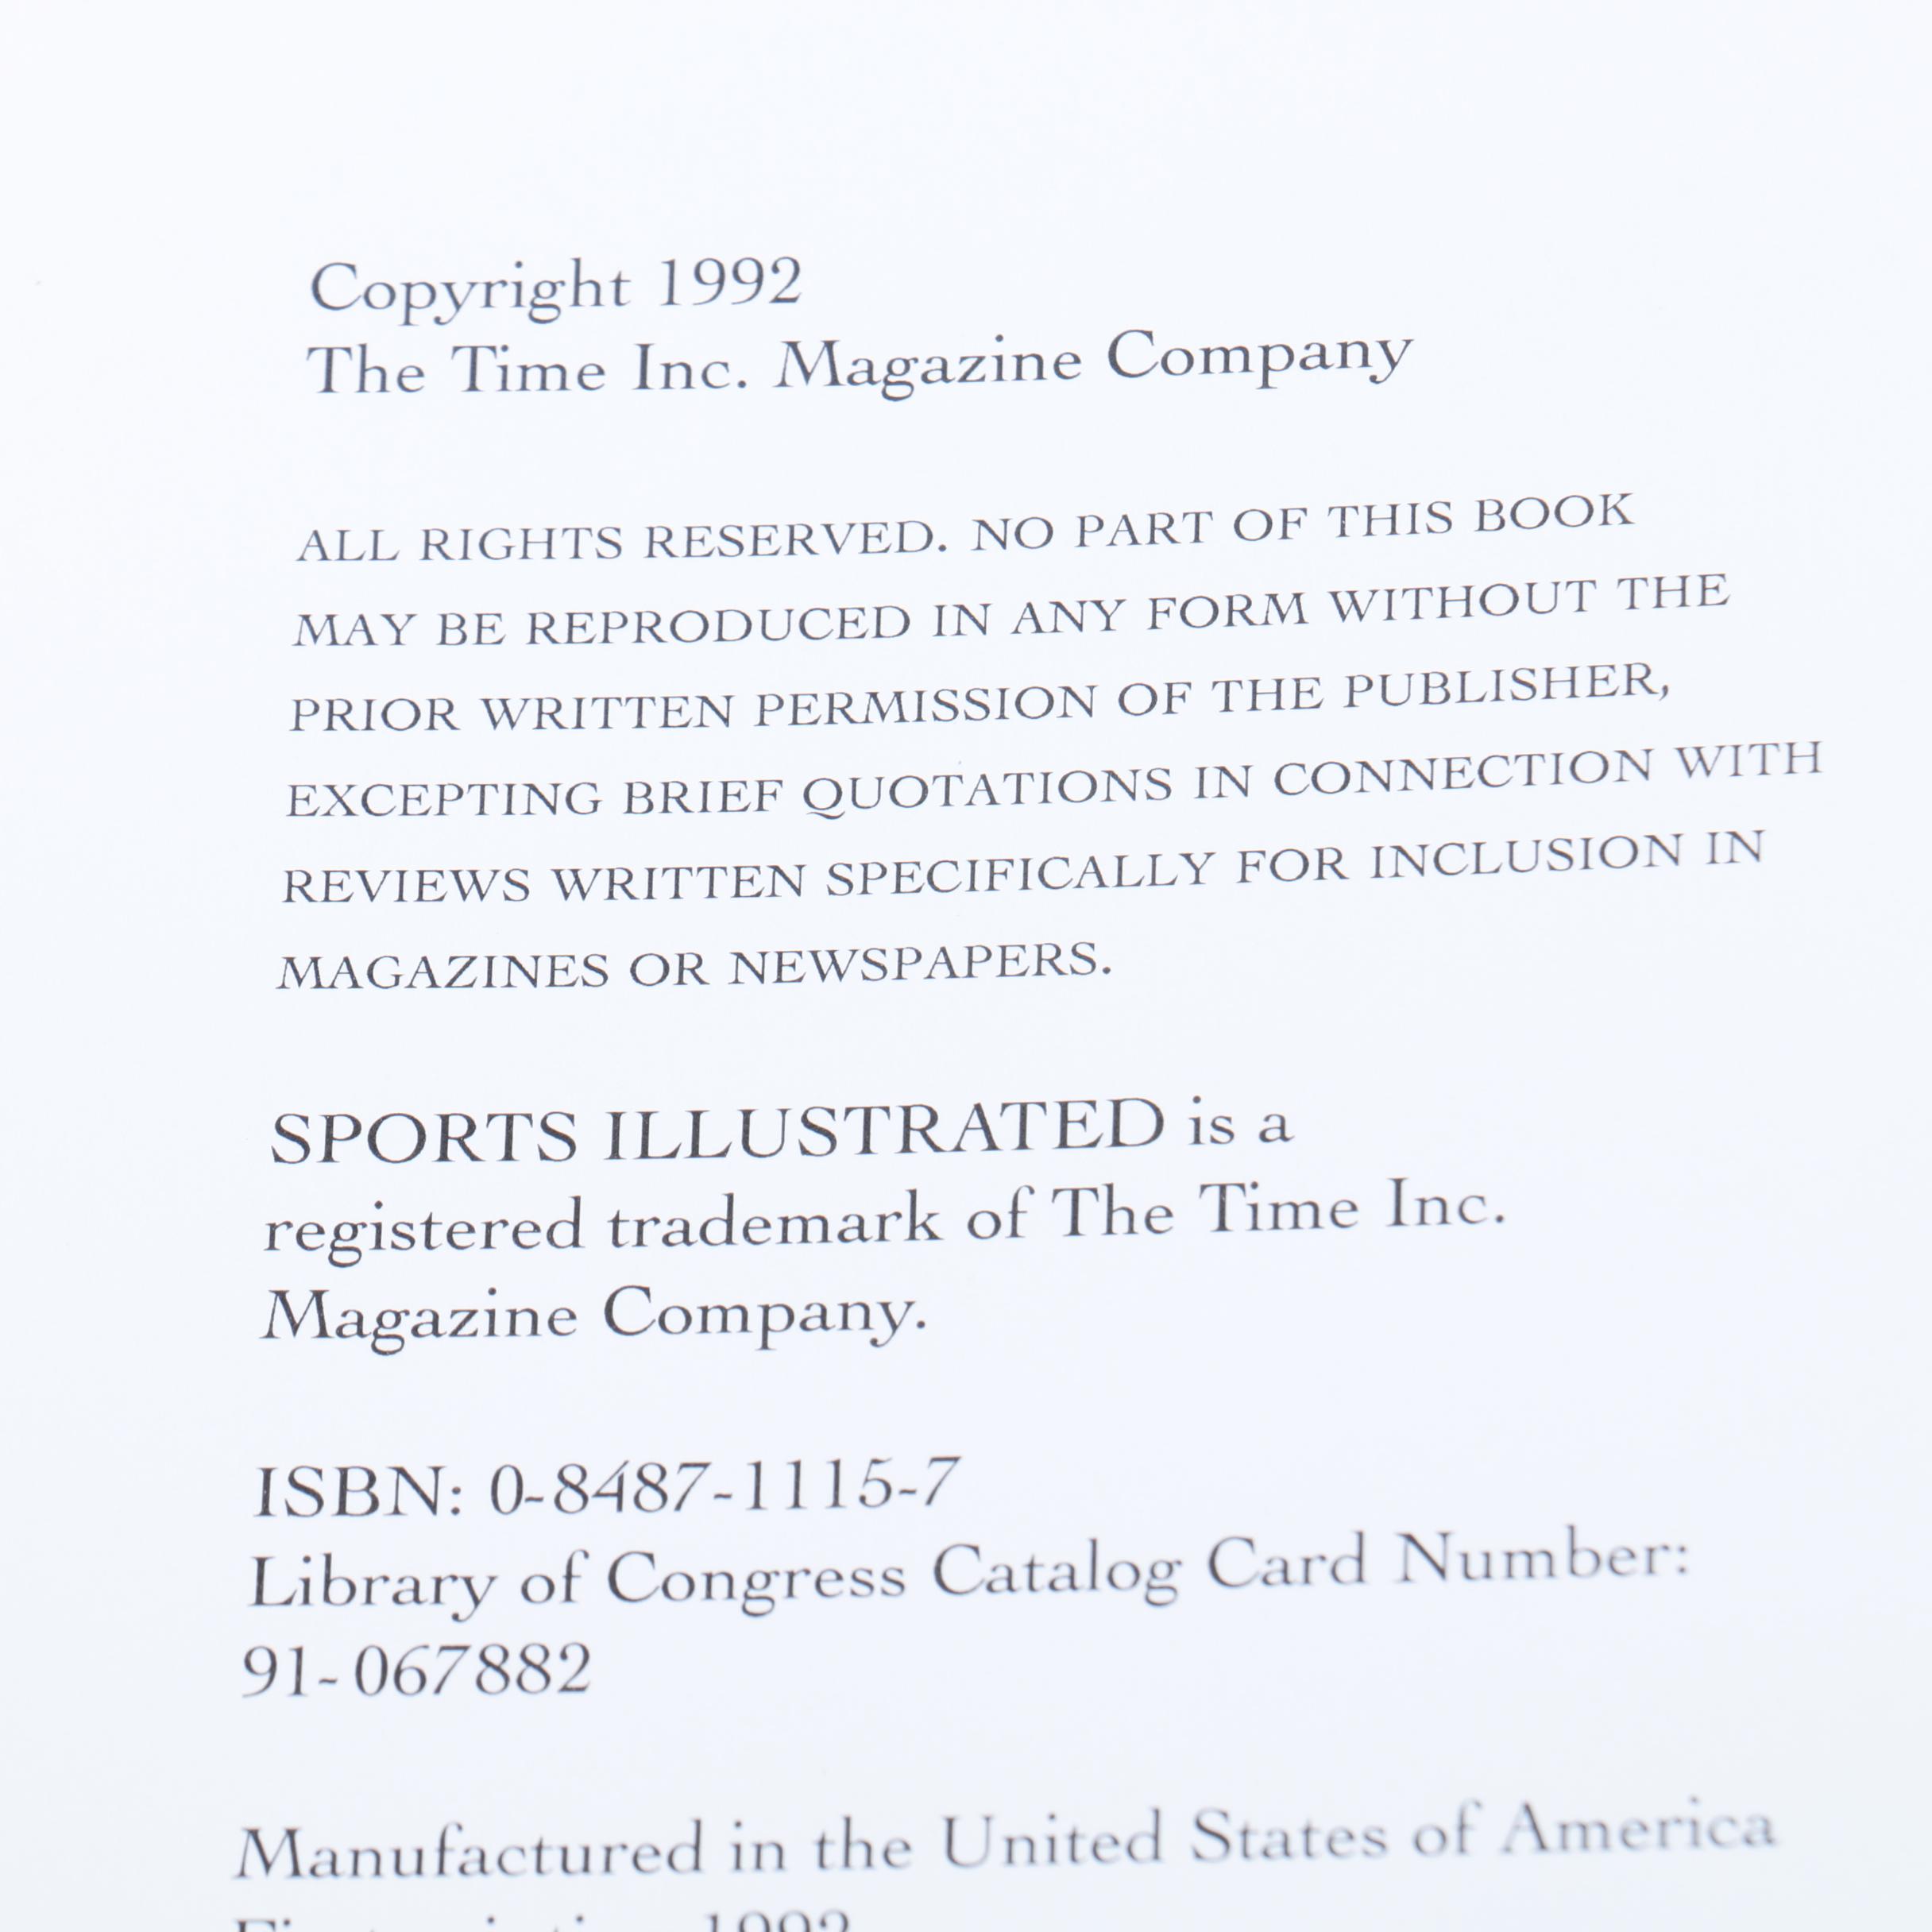 Copyright 1992
The Time Inc. Magazine Company
ALL RIGHTS RESERVED. NO PART OF THIS BOOK
MAY BE REPRODUCED IN ANY FORM WITHOUT THE
PRIOR WRITTEN PERMISSION OF THE PUBLISHER,
EXCEPTING BRIEF QUOTATIONS IN CONNECTION WITH
REVIEWS WRITTEN SPECIFICALLY FOR INCLUSION IN
MAGAZINES OR NEWSPAPERS.
SPORTS ILLUSTRATED is a
registered trademark of The Time Inc.
Magazine Company.
ISBN: 0-8487-1115-7
Library of Congress Catalog Card Number:
91-067882
Manufactured in the United States of America